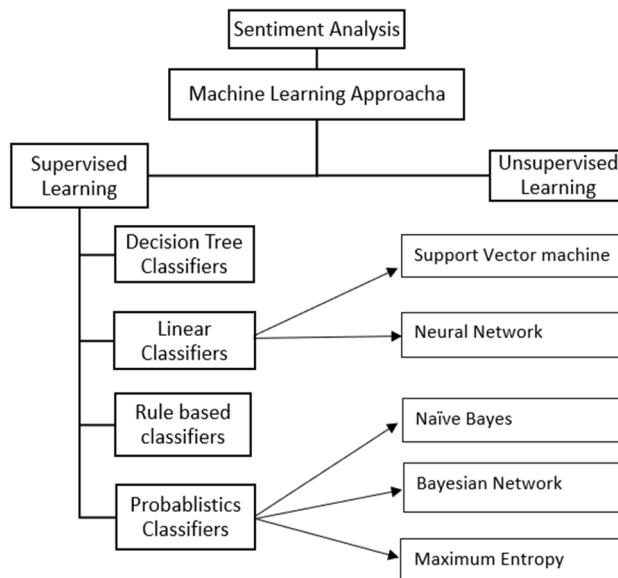 Sentiment Analysis
Machine Learning Approacha
Supervised
Learning
Unsupervised
Learning
Decision Tree
Classifiers
Support Vector machine
Linear
Classifiers
Neural Network
Rule based
classifiers
Naïve Bayes
Probablistics
Classifiers
Bayesian Network
Maximum Entropy